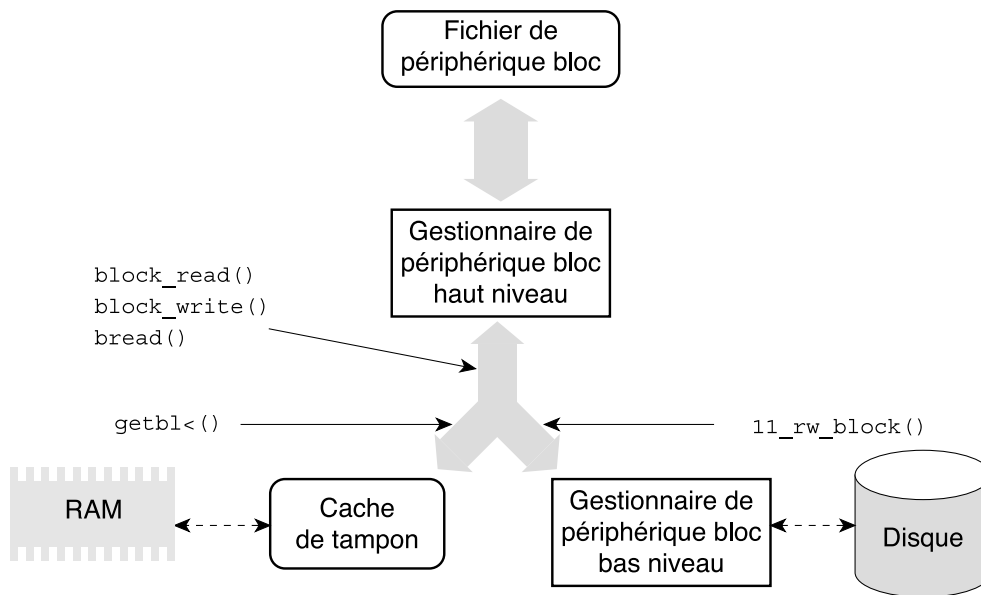 Fichier de
périphérique bloc
Gestionnaire de
périphérique bloc
haut niveau
block_read()
block_write()
bread()
getbl<()
11_rw_block()
RAM
Cache
de tampon
Gestionnaire de
périphérique bloc
bas niveau
Disque